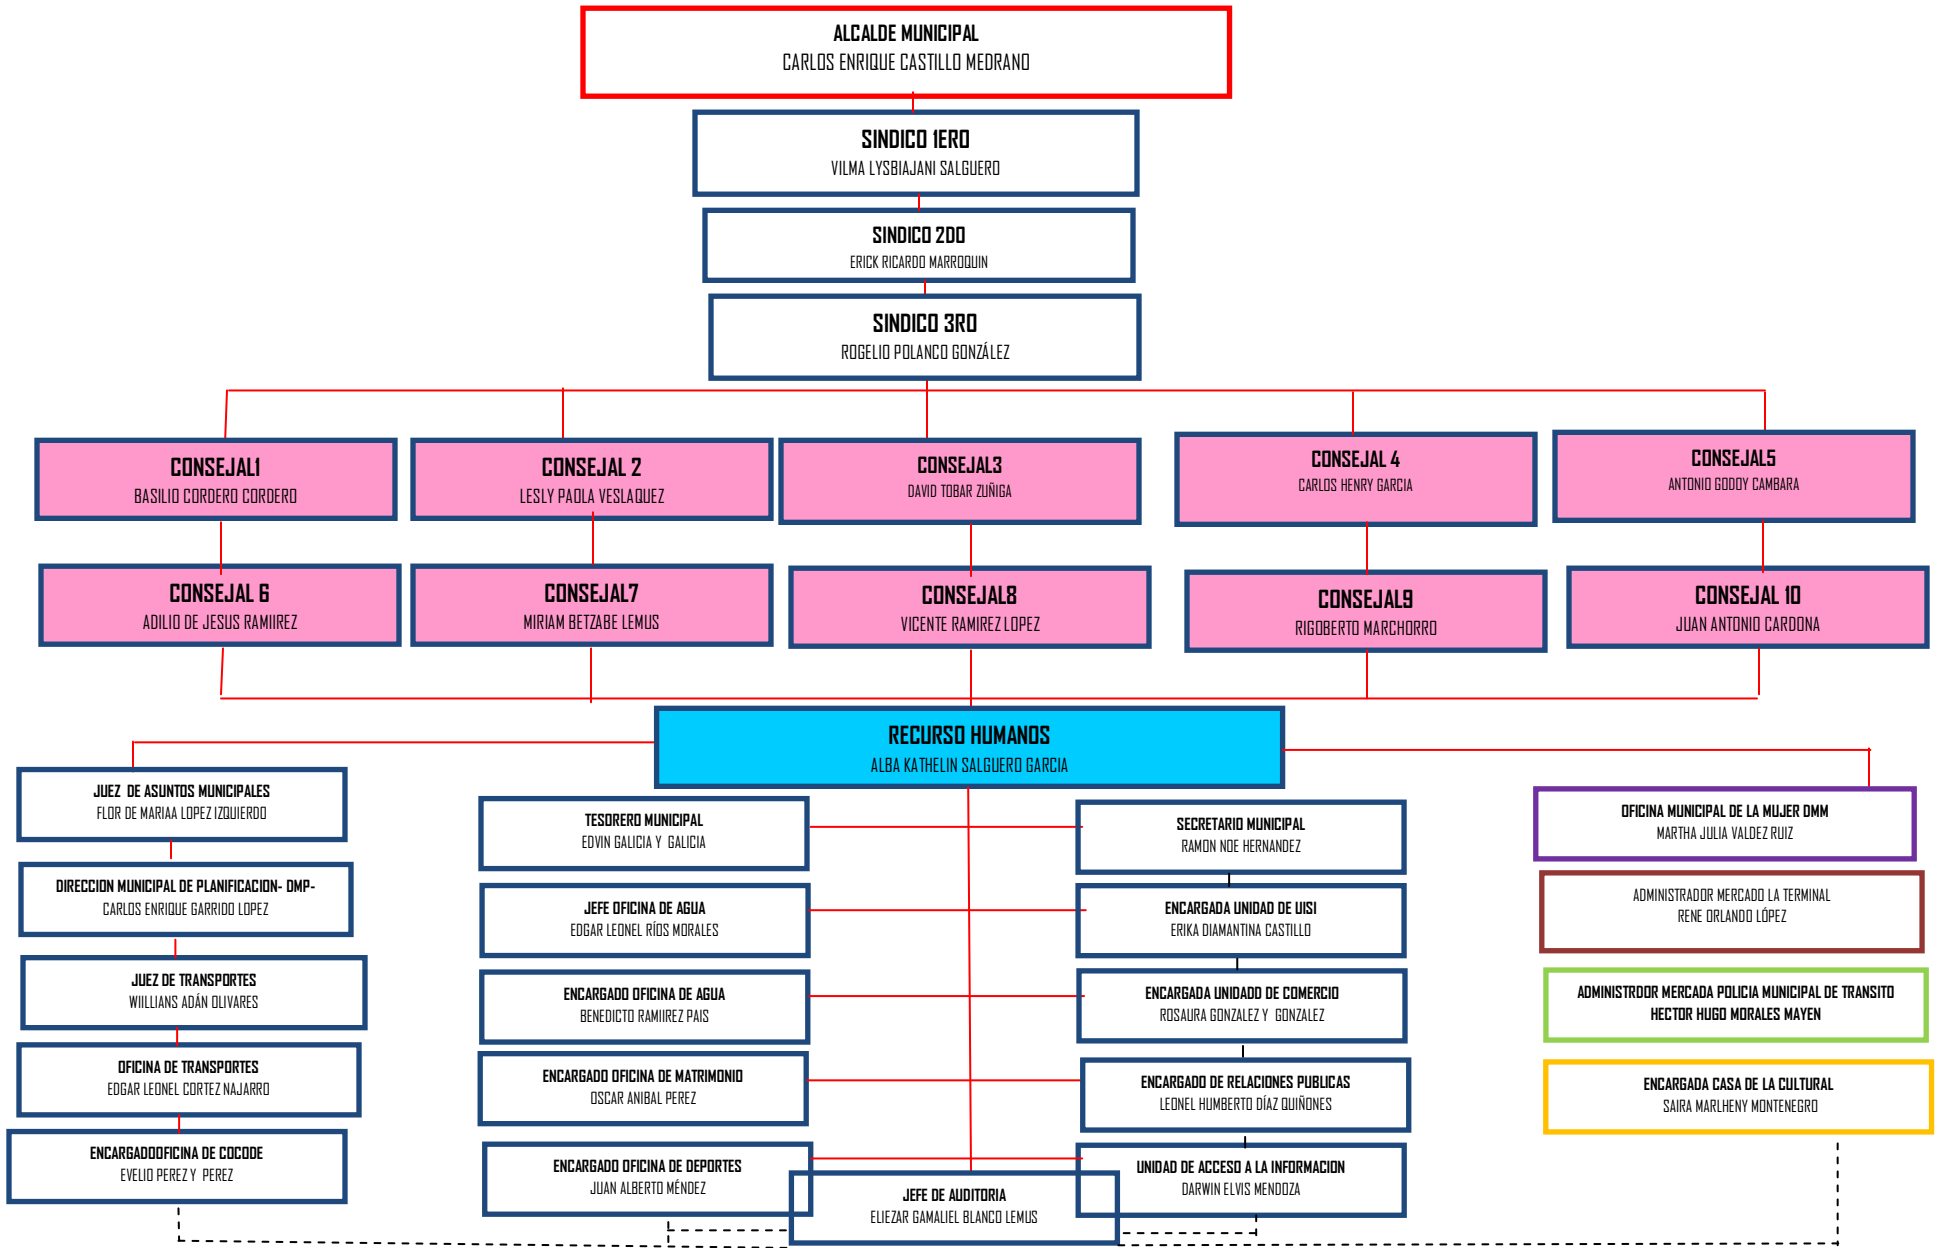 ALCALDE MUNICIPAL
CARLOS ENRIQUE CASTILLO MEDRANO
SINDICO 1ERO
VILMA LYSBIAJANI SALGUERO
SINDICO 2DO
ERICK RICARDO MARROQUIN
SINDICO 3RO
ROGELIO POLANCO GONZÁLEZ
CONSEJAL1
BASILIO CORDERO CORDERO
CONSEJAL 2
LESLY PAOLA VESLAQUEZ
CONSEJAL3
DAVID TOBAR ZUÑIGA
CONSEJAL 4
CARLOS HENRY GARCIA
CONSEJAL5
ANTONIO GODOY CAMBARA
CONSEJAL 6
ADILIO DE JESUS RAMIIREZ
CONSEJAL7
MIRIAM BETZABE LEMUS
CONSEJAL8
VICENTE RAMIREZ LOPEZ
CONSEJAL9
RIGOBERTO MARCHORRO
CONSEJAL 10
JUAN ANTONIO CARDONA
RECURSO HUMANOS
ALBA KATHELIN SALGUERO GARCIA
JUEZ DE ASUNTOS MUNICIPALES
FLOR DE MARIAA LOPEZ IZQUIERDO
DIRECCION MUNICIPAL DE PLANIFICACION- DMP-
CARLOS ENRIQUE GARRIDO LOPEZ
JUEZ DE TRANSPORTES
WIILLIANS ADÁN OLIVARES
OFICINA DE TRANSPORTES
EDGAR LEONEL CORTEZ NAJARRO
ENCARGADOOFICINA DE COCODE
EVELIO PEREZ Y PEREZ
TESORERO MUNICIPAL
EDVIN GALICIA Y GALICIA
JEFE OFICINA DE AGUA
EDGAR LEONEL RÍOS MORALES
ENCARGADO OFICINA DE AGUA
BENEDICTO RAMIIREZ PAIS
ENCARGADO OFICINA DE MATRIMONIO
OSCAR ANIBAL PEREZ
ENCARGADO OFICINA DE DEPORTES
JUAN ALBERTO MÉNDEZ
JEFE DE AUDITORIA
ELIEZAR GAMALIEL BLANCO LEMUS
SECRETARIO MUNICIPAL
RAMON NOE HERNANDEZ
ENCARGADA UNIDAD DE UISI
ERIKA DIAMANTINA CASTILLO
ENCARGADA UNIDADD DE COMERCIO
ROSAURA GONZALEZ Y GONZALEZ
ENCARGADO DE RELACIONES PUBLICAS
LEONEL HUMBERTO DÍAZ QUIÑONES
UNIDAD DE ACCESO A LA INFORMACION
DARWIN ELVIS MENDOZA
OFICINA MUNICIPAL DE LA MUJER DMM
MARTHA JULIA VALDEZ RUIZ
ADMINISTRADOR MERCADO LA TERMINAL
RENE ORLANDO LÓPEZ
ADMINISTRDOR MERCADA POLICIA MUNICIPAL DE TRANSITO
HECTOR HUGO MORALES MAYEN
ENCARGADA CASA DE LA CULTURAL
SAIRA MARLHENY MONTENEGRO